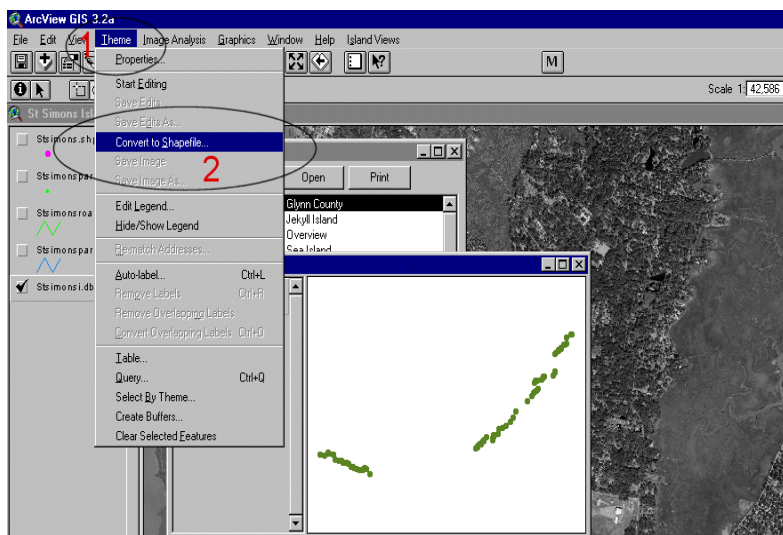 ArcView GIS 3.2a
File Edit View Theme Image Analysis Graphics Window Help Island Views
1
M
Scale 1: 42,586
St Simons Isl
Properties...
Start Editing
Save Edits
Save Edits As...
Convert to Shapefile...
Save Image
Save Image As...
2
Edit Legend...
Hide/Show Legend
Re-match Addresses...
Auto-label... Ctrl+L
Remove Labels Ctrl+R
Remove Overlapping Labels
Convert Overlapping Labels Ctrl+O
Table...
Query... Ctrl+Q
Select By Theme...
Create Buffers...
Clear Selected Features
Stsimons.shp
Stsimonspar
Stsimonsroa
Stsimonspar
Stsimonsi.db
Open Print
Glynn County
Jekyll Island
Overview
Sea Island